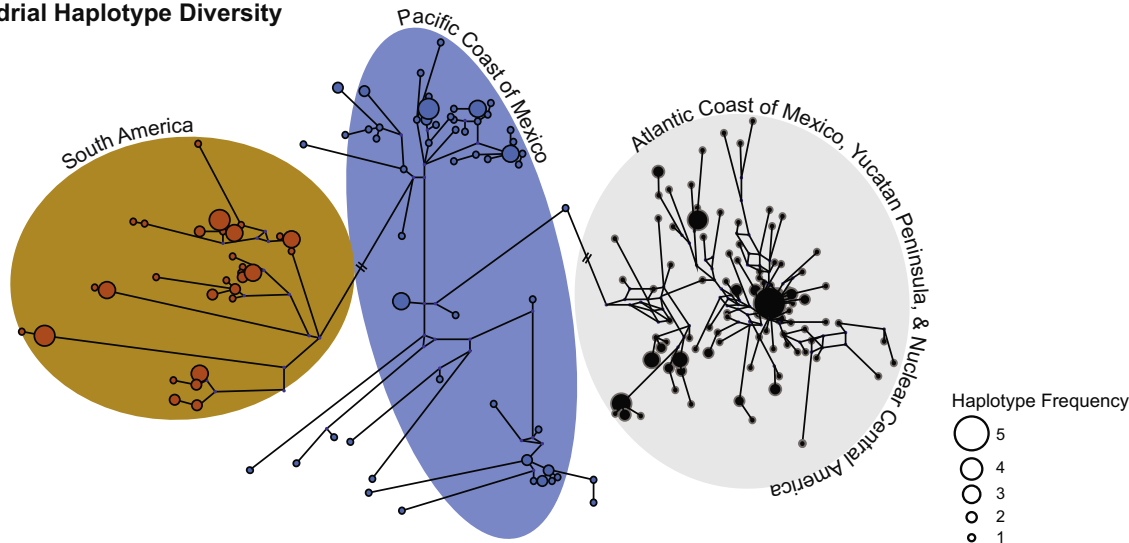 drial Haplotype Diversity
South America
Pacific Coast of Mexico
Atlantic Coast of Mexico, Yucatan Peninsula, & Nuclear Central America
Haplotype Frequency
5
4
3
2
1